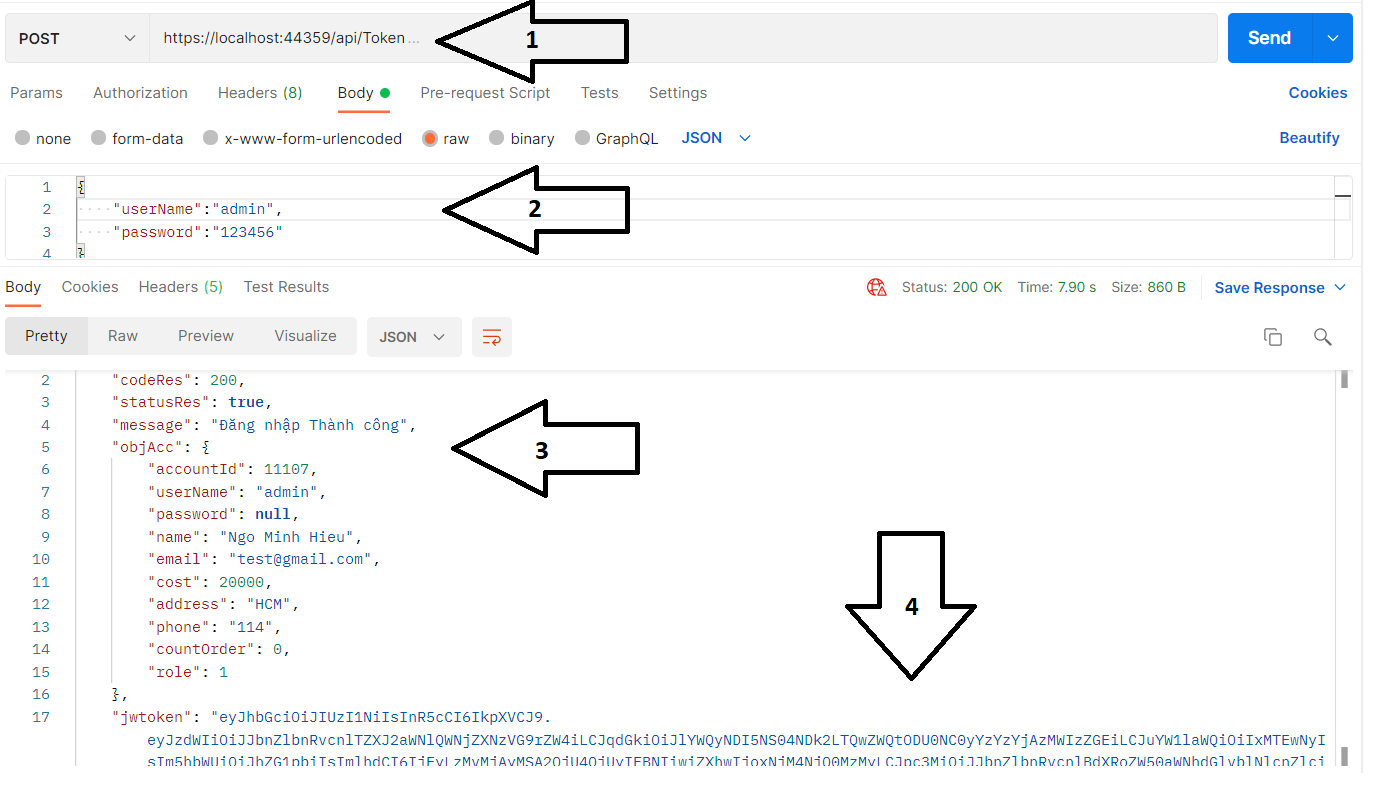 POST https://localhost:44359/api/Token ... 1 Send
Params Authorization Headers (8) Body Pre-request Script Tests Settings Cookies
none form-data x-www-form-urlencoded raw binary GraphQL JSON Beautify
1 {
2 "userName":"admin", 2
3 "password":"123456"
4 }
Body Cookies Headers (5) Test Results Status: 200 OK Time: 7.90 s Size: 860 B Save Response
Pretty Raw Preview Visualize JSON
2 "codeRes": 200,
3 "statusRes": true,
4 "message": "Đăng nhập Thành công",
5 "objAcc": { 3
6 "accountId": 11107,
7 "userName": "admin",
8 "password": null,
9 "name": "Ngo Minh Hieu",
10 "email": "test@gmail.com",
11 "cost": 20000,
12 "address": "HCM", 4
13 "phone": "114",
14 "countOrder": 0,
15 "role": 1
16 },
17 "jwtoken": "eyJhbGciOiJIUzI1NiIsInR5cCI6IkpXVCJ9.